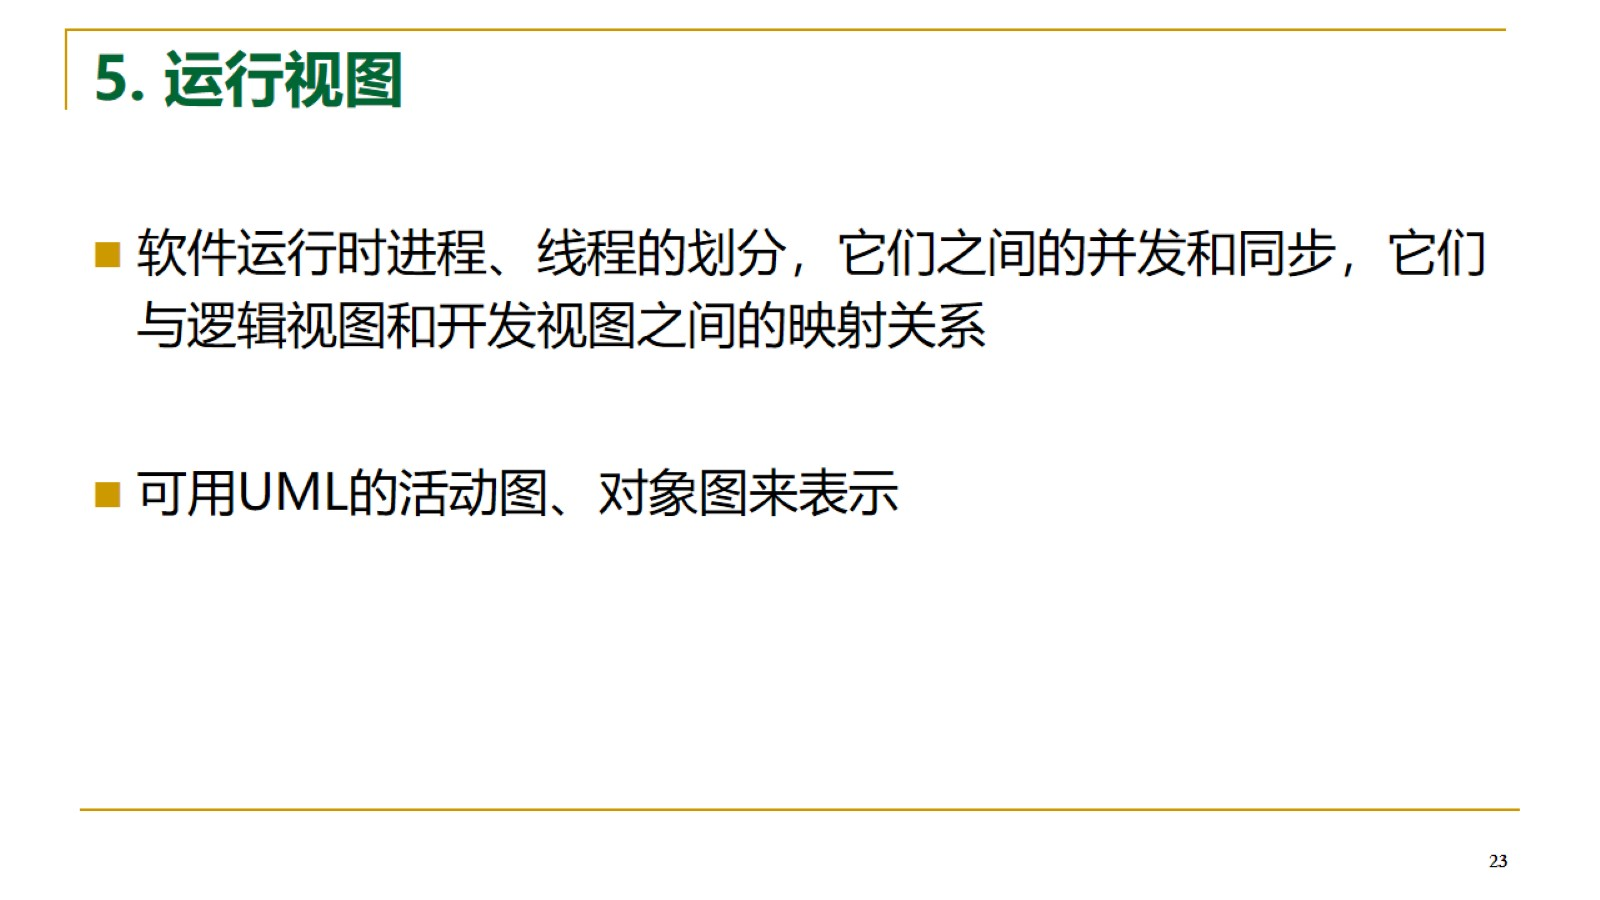 5. 运行视图
软件运行时进程、线程的划分，它们之间的并发和同步，它们
与逻辑视图和开发视图之间的映射关系
可用UML的活动图、对象图来表示
23